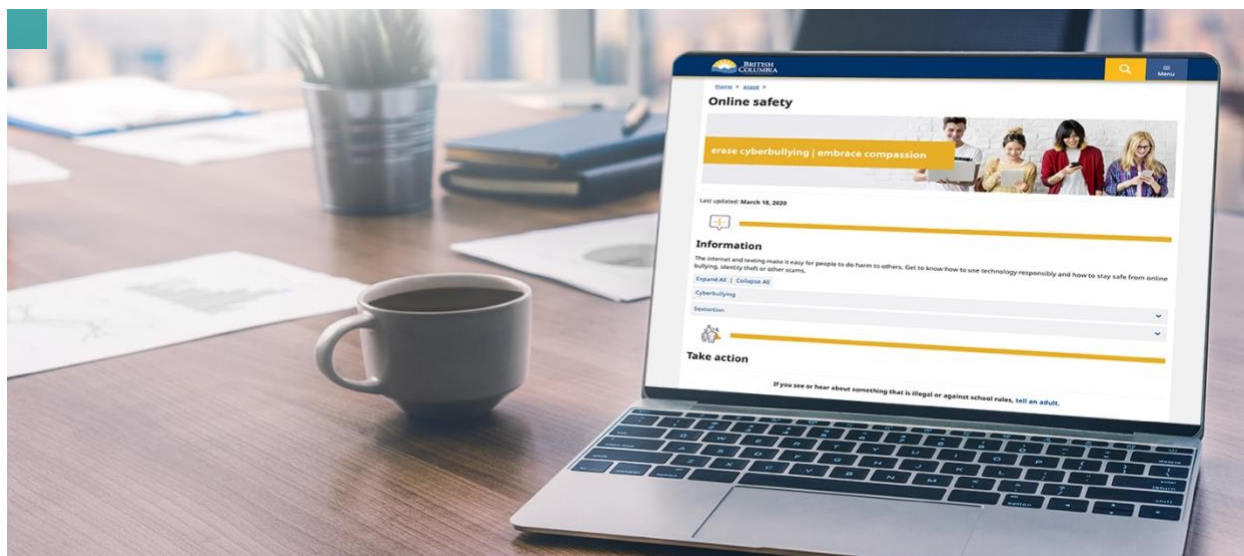 BRITISH
COLUMBIA
Menu
Home > erase >
Online safety
erase cyberbullying | embrace compassion
Last updated: March 18, 2020
Information
The internet and texting make it easy for people to do harm to others. Get to know how to use technology responsibly and how to stay safe from online
bullying, identity theft or other scams.
Expand All | Collapse All
Cyberbullying
Sextortion
Take action
If you see or hear about something that is illegal or against school rules, tell an adult.